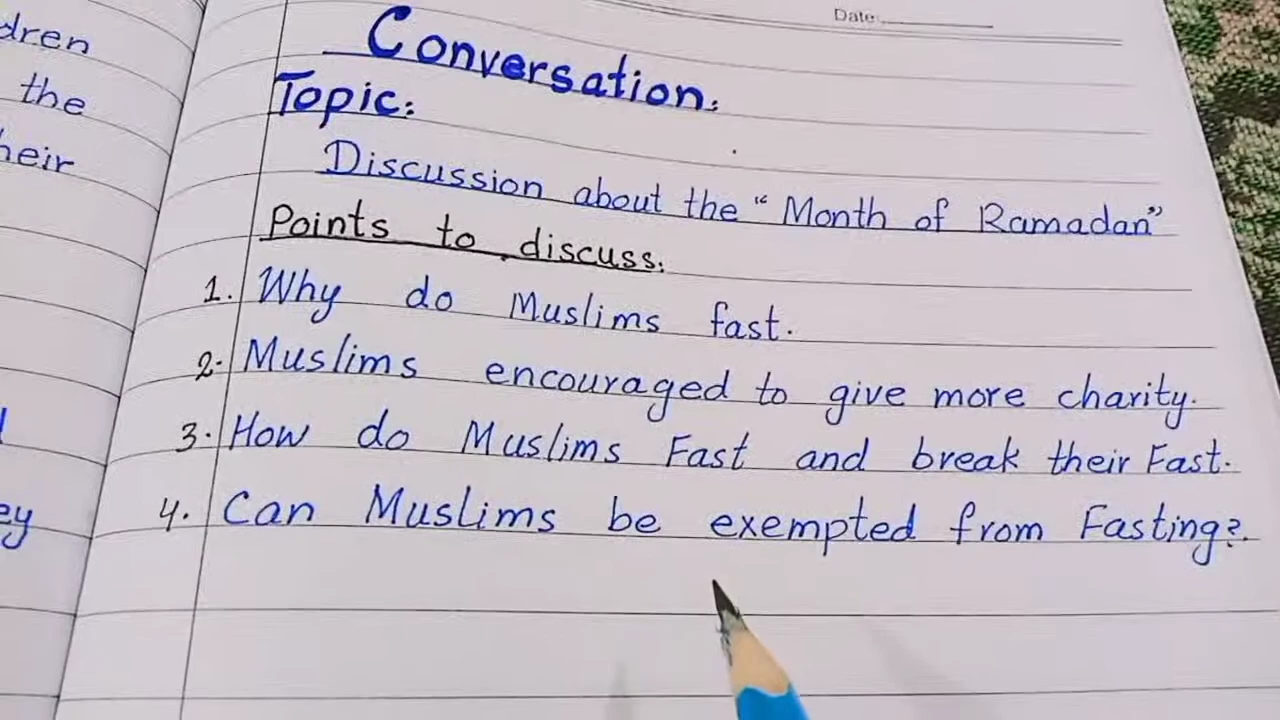 dren
the
heir
ey
Date
Conversation.
Topic:
Discussion about the "Month of Ramadan"
Points to discuss.
1. Why do Muslims fast.
2. Muslims encouraged to give more charity.
3. How do Muslims Fast and break their Fast.
4. Can Muslims be exempted from Fasting?.